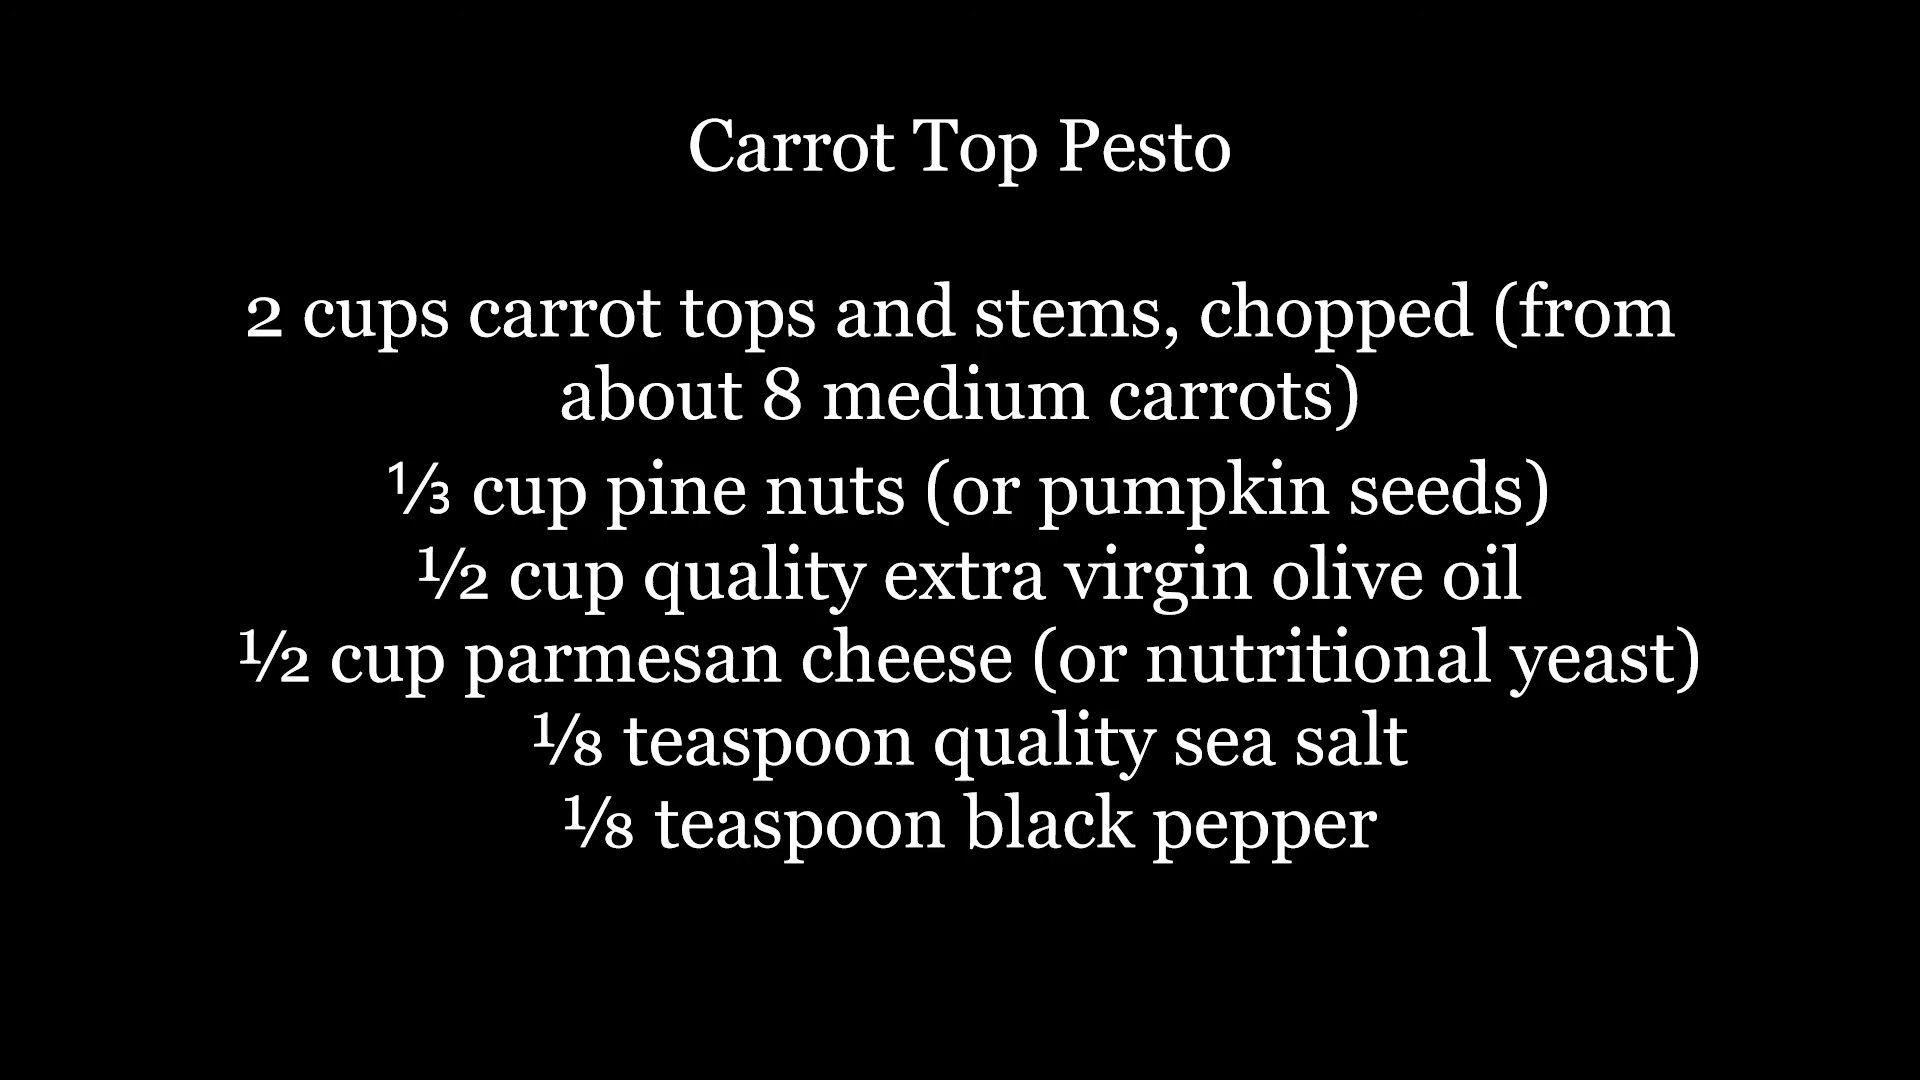 Carrot Top Pesto
2 cups carrot tops and stems, chopped (from
about 8 medium carrots)
⅓ cup pine nuts (or pumpkin seeds)
½ cup quality extra virgin olive oil
½ cup parmesan cheese (or nutritional yeast)
⅛ teaspoon quality sea salt
⅛ teaspoon black pepper